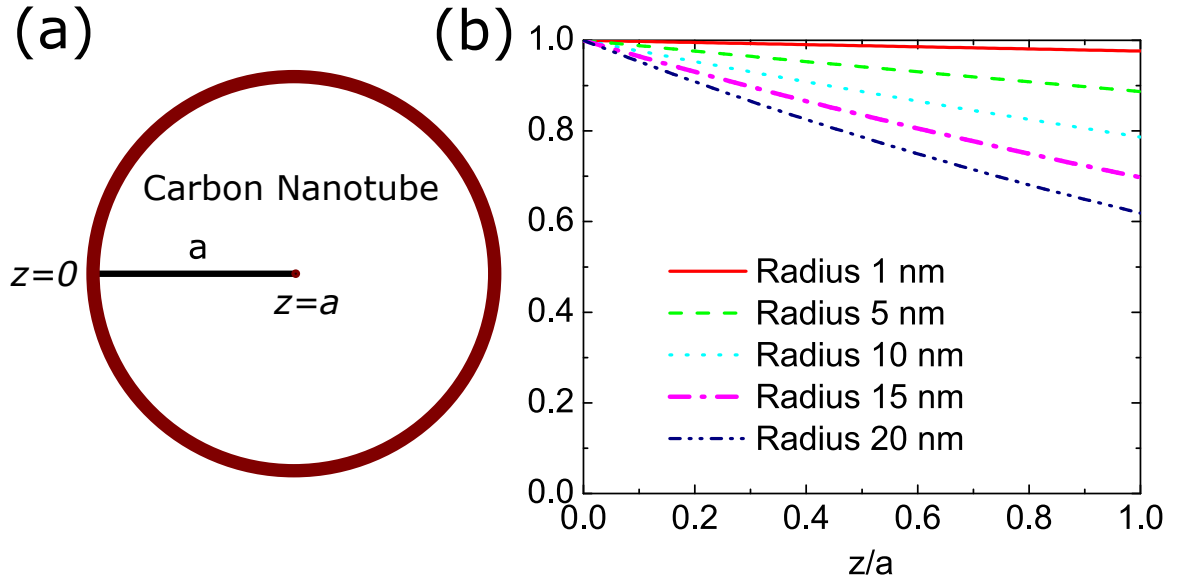 (a)
Carbon Nanotube
a
z=0
z=a
(b)
1.0
0.8
0.6
0.4
0.2
0.0
Radius 1 nm
Radius 5 nm
Radius 10 nm
Radius 15 nm
Radius 20 nm
0.0 0.2 0.4 0.6 0.8 1.0
z/a